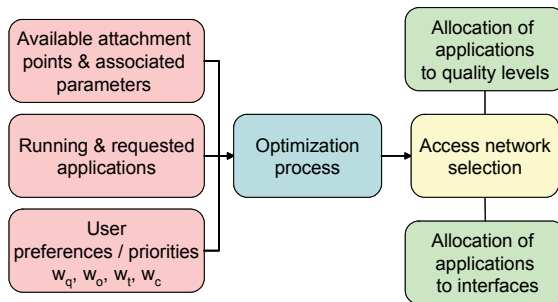 Available attachment
points & associated
parameters
Running & requested
applications
User
preferences / priorities
wq, wo, wt, wc
Optimization
process
Allocation of
applications
to quality levels
Access network
selection
Allocation of
applications
to interfaces